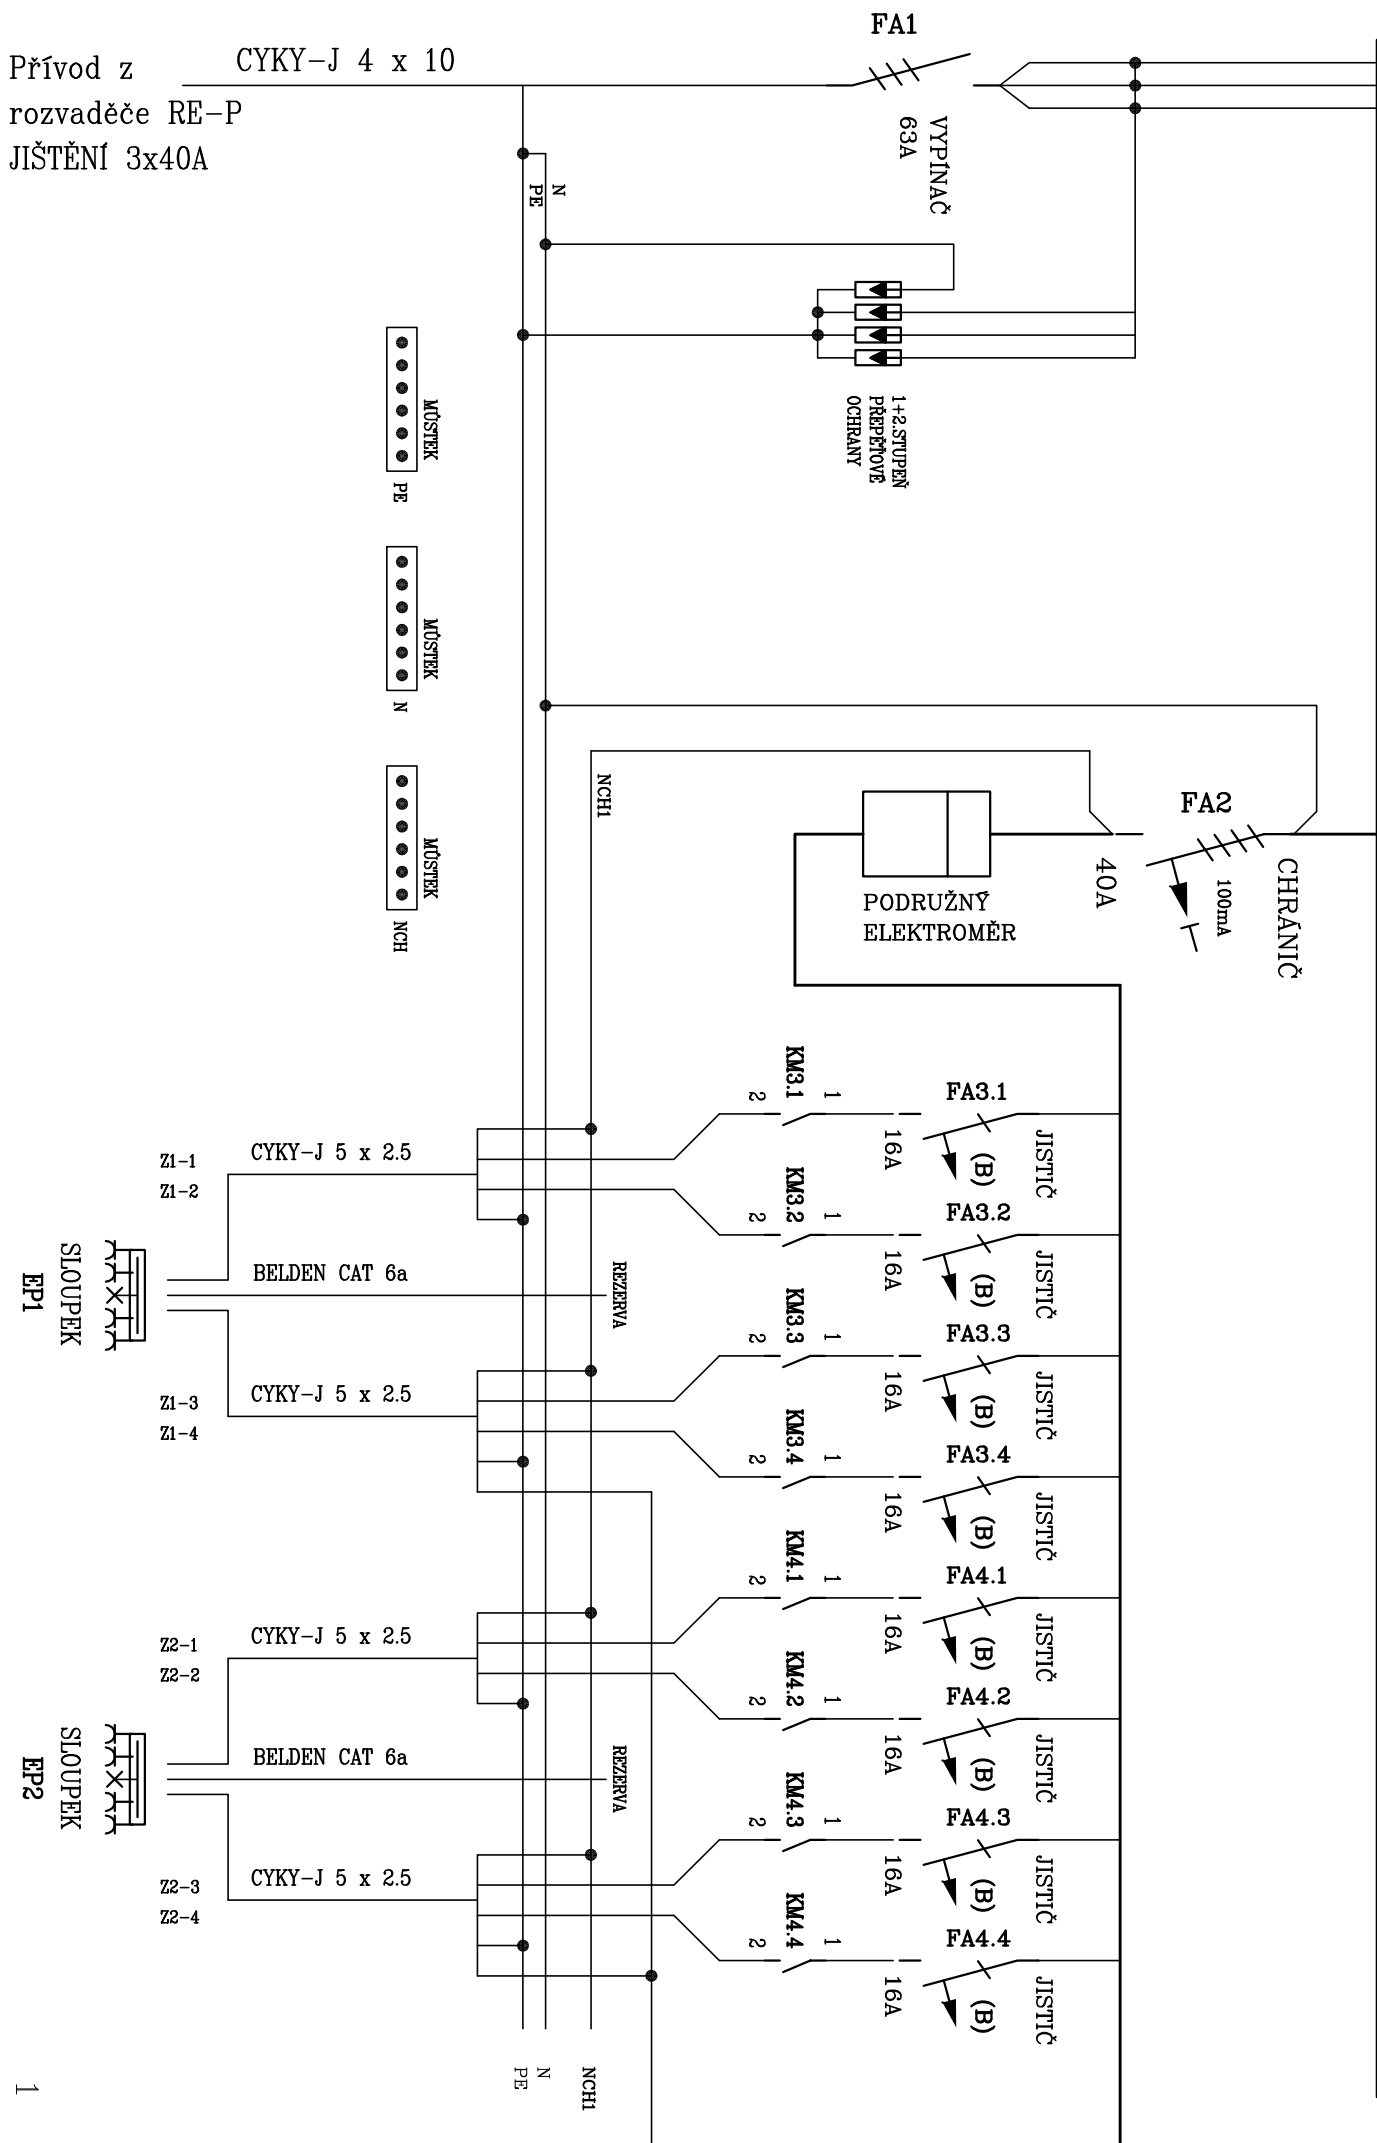 FA1
CYKY-J 4 x 10
Přívod z
rozvaděče RE-P
JIŠTĚNÍ 3x40A
VYPÍNAČ
63A
N
PE
1+2.STUPEŇ
PŘEPĚŤOVÉ
OCHRANY
MŮSTEK
PE
MŮSTEK
N
MŮSTEK
NCH
NCH1
FA2
CHRÁNIČ
100mA
40A
PODRUŽNÝ
ELEKTROMĚR
KM3.1
1
2
FA3.1
JISTIČ
(B)
16A
KM3.2
1
2
FA3.2
JISTIČ
(B)
16A
KM3.3
1
2
FA3.3
JISTIČ
(B)
16A
KM3.4
1
2
FA3.4
JISTIČ
(B)
16A
KM4.1
1
2
FA4.1
JISTIČ
(B)
16A
KM4.2
1
2
FA4.2
JISTIČ
(B)
16A
KM4.3
1
2
FA4.3
JISTIČ
(B)
16A
KM4.4
1
2
FA4.4
JISTIČ
(B)
16A
Z1-1
Z1-2
CYKY-J 5 x 2.5
BELDEN CAT 6a
REZERVA
SLOUPEK
EP1
Z1-3
Z1-4
CYKY-J 5 x 2.5
Z2-1
Z2-2
CYKY-J 5 x 2.5
BELDEN CAT 6a
REZERVA
SLOUPEK
EP2
Z2-3
Z2-4
CYKY-J 5 x 2.5
NCH1
N
PE
1